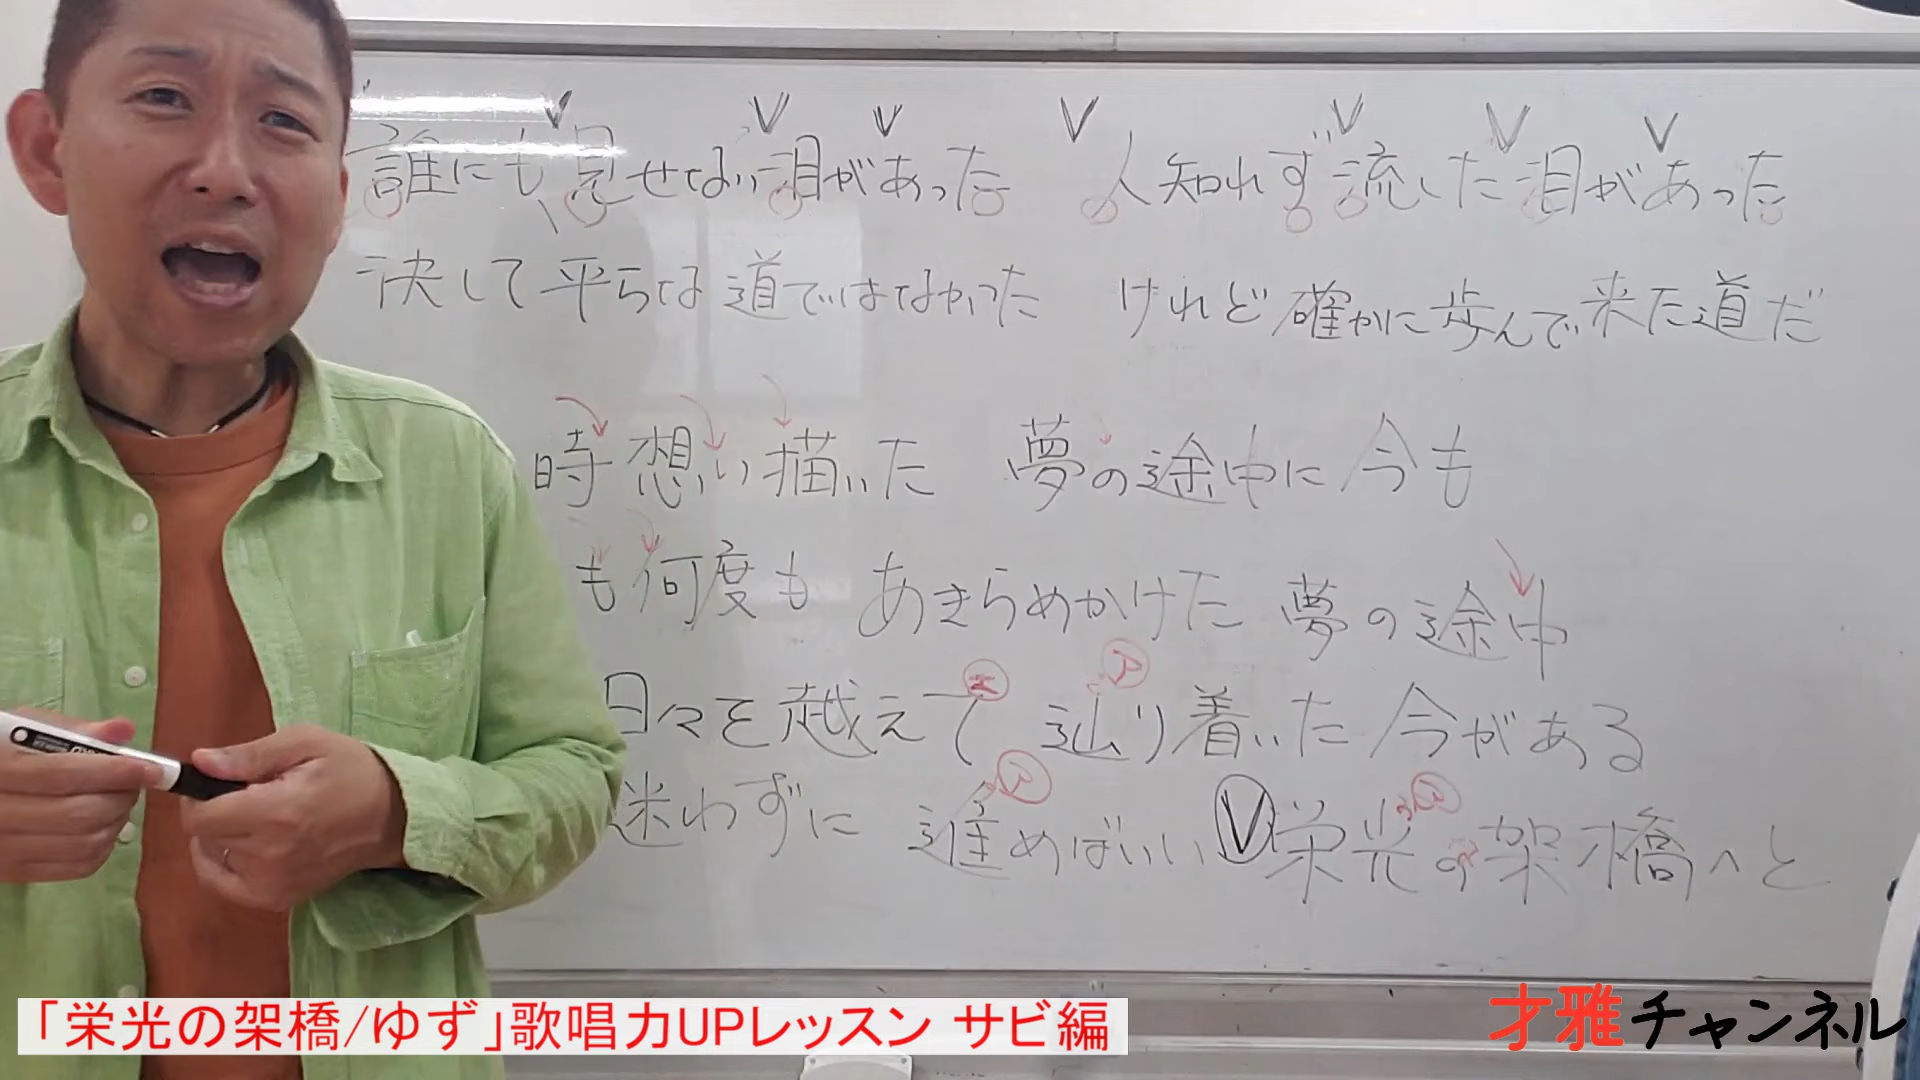 誰にも見せない泪があった 人知れず流した泪があった
決して平らな道ではなかった けれど確かに歩んで来た道だ
時想い描いた 夢の途中に今も
も何度も あきらめかけた 夢の途中
日々を越えて 辿り着いた今がある
迷わずに 進めばいい V 栄光の架橋へと
「栄光の架橋/ゆず」歌唱力UPレッスン サビ編
才雅チャンネル